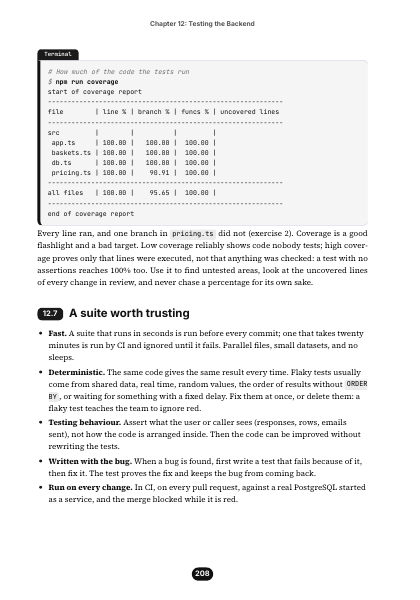 Chapter 12: Testing the Backend
Terminal
# How much of the code the tests run
$ npm run coverage
start of coverage report
--------------------------------------------------------------
file | line % | branch % | funcs % | uncovered lines
--------------------------------------------------------------
src | | | |
app.ts | 100.00 | 100.00 | 100.00 |
baskets.ts | 100.00 | 100.00 | 100.00 |
db.ts | 100.00 | 100.00 | 100.00 |
pricing.ts | 100.00 | 90.91 | 100.00 |
--------------------------------------------------------------
all files | 100.00 | 95.65 | 100.00 |
--------------------------------------------------------------
end of coverage report
Every line ran, and one branch in pricing.ts did not (exercise 2). Coverage is a good
flashlight and a bad target. Low coverage reliably shows code nobody tests; high cover-
age proves only that lines were executed, not that anything was checked: a test with no
assertions reaches 100% too. Use it to find untested areas, look at the uncovered lines
of every change in review, and never chase a percentage for its own sake.
12.7 A suite worth trusting
• Fast. A suite that runs in seconds is run before every commit; one that takes twenty
minutes is run by CI and ignored until it fails. Parallel files, small datasets, and no
sleeps.
• Deterministic. The same code gives the same result every time. Flaky tests usually
come from shared data, real time, random values, the order of results without ORDER
BY, or waiting for something with a fixed delay. Fix them at once, or delete them: a
flaky test teaches the team to ignore red.
• Testing behaviour. Assert what the user or caller sees (responses, rows, emails
sent), not how the code is arranged inside. Then the code can be improved without
rewriting the tests.
• Written with the bug. When a bug is found, first write a test that fails because of it,
then fix it. The test proves the fix and keeps the bug from coming back.
• Run on every change. In CI, on every pull request, against a real PostgreSQL started
as a service, and the merge blocked while it is red.
208